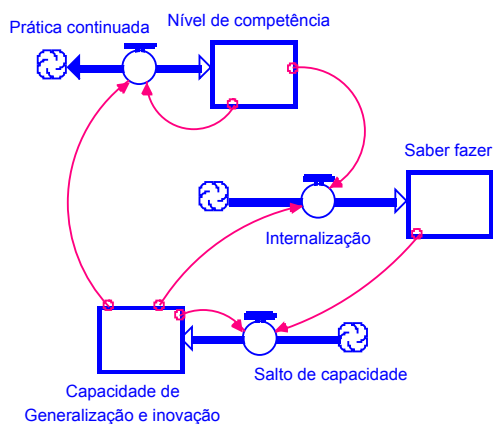 Nível de competência
Prática continuada
Saber fazer
Internalização
Salto de capacidade
Capacidade de
Generalização e inovação